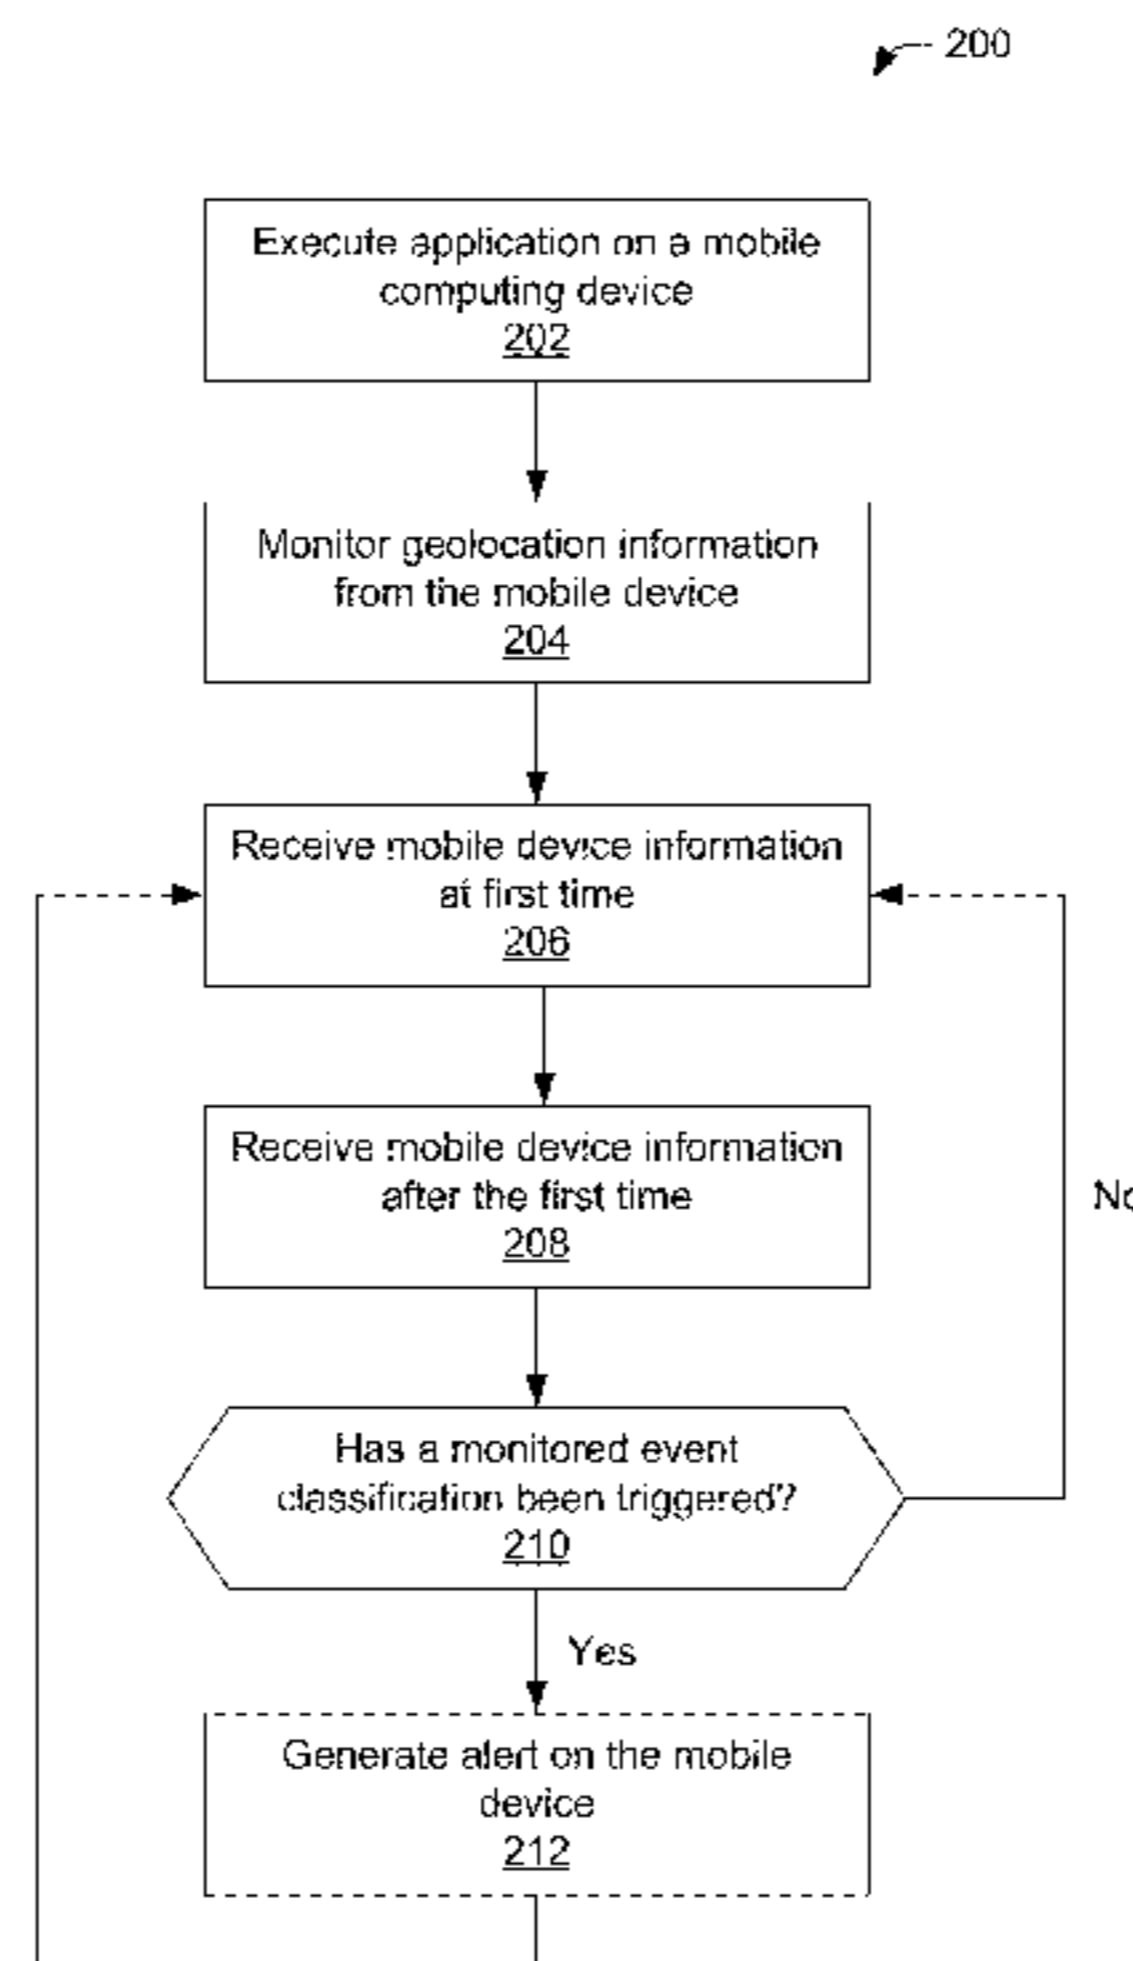 200
Execute application on a mobile
computing device
202
Monitor geolocation information
from the mobile device
204
Receive mobile device information
at first time
206
Receive mobile device information
after the first time
208
No
Has a monitored event
classification been triggered?
210
Yes
Generate alert on the mobile
device
212